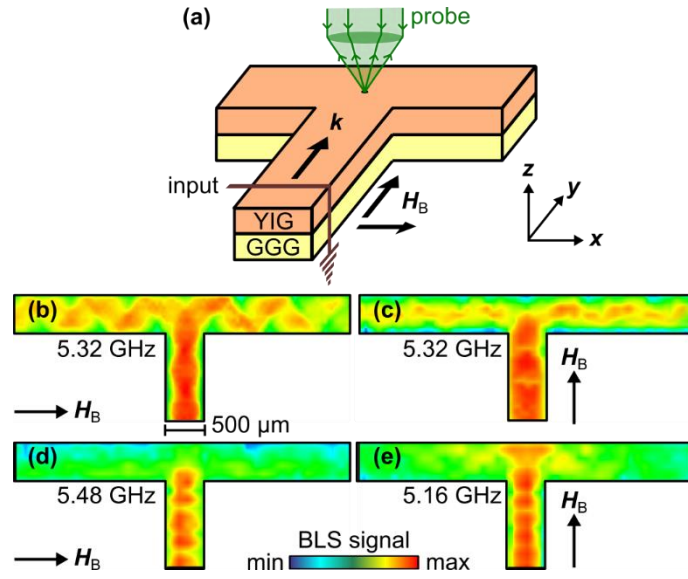 (a)
probe
k
input
H_B
YIG
GGG
z
y
x
(b)
5.32 GHz
H_B
500 μm
(c)
5.32 GHz
H_B
(d)
5.48 GHz
H_B
(e)
5.16 GHz
H_B
BLS signal
min
max